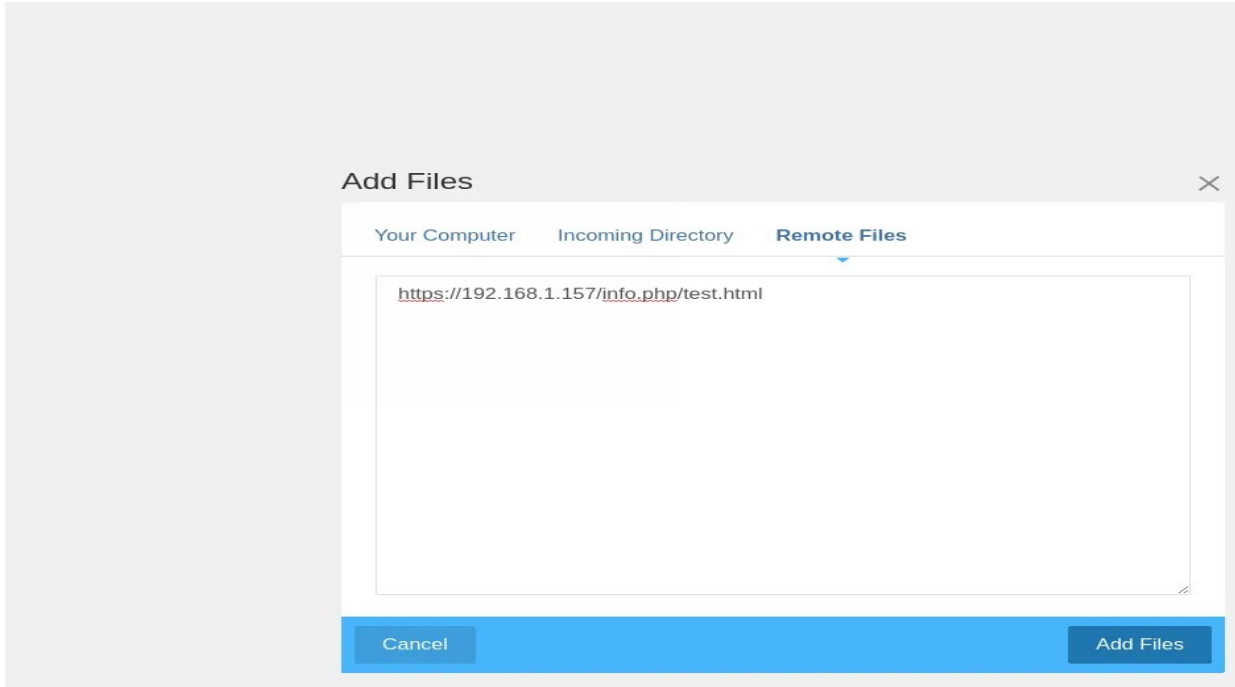 Add Files
Your Computer Incoming Directory Remote Files
https://192.168.1.157/info.php/test.html
Cancel Add Files